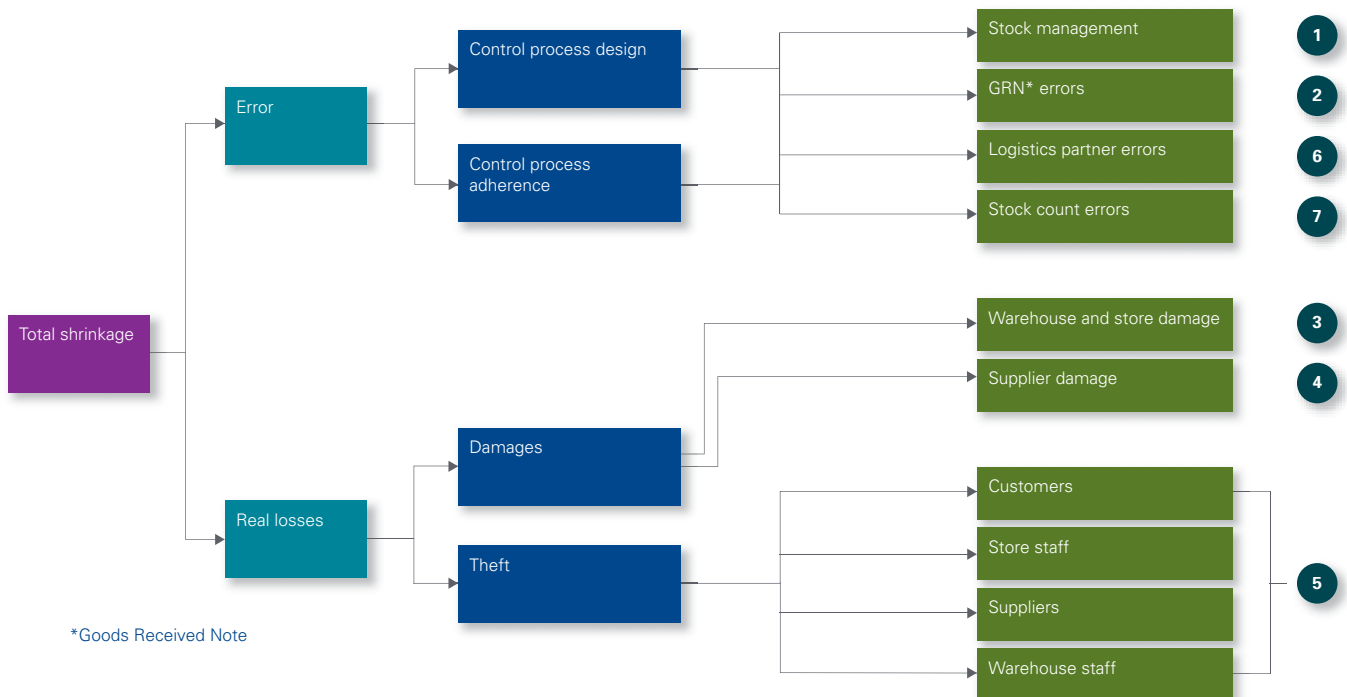 Control process design
Stock management
1
Error
GRN* errors
2
Control process
adherence
Logistics partner errors
6
Stock count errors
7
Total shrinkage
Warehouse and store damage
3
Supplier damage
4
Damages
Customers
Real losses
Store staff
Theft
5
Suppliers
*Goods Received Note
Warehouse staff